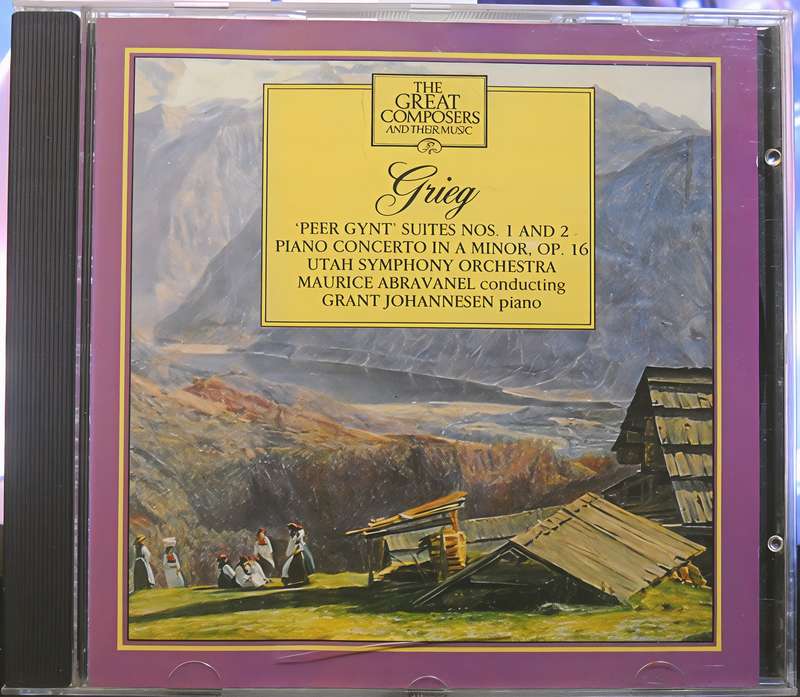 THE
GREAT
COMPOSERS
AND THEIR MUSIC
Grieg
‘PEER GYNT’ SUITES NOS. 1 AND 2
PIANO CONCERTO IN A MINOR, OP. 16
UTAH SYMPHONY ORCHESTRA
MAURICE ABRAVANEL conducting
GRANT JOHANNESEN piano